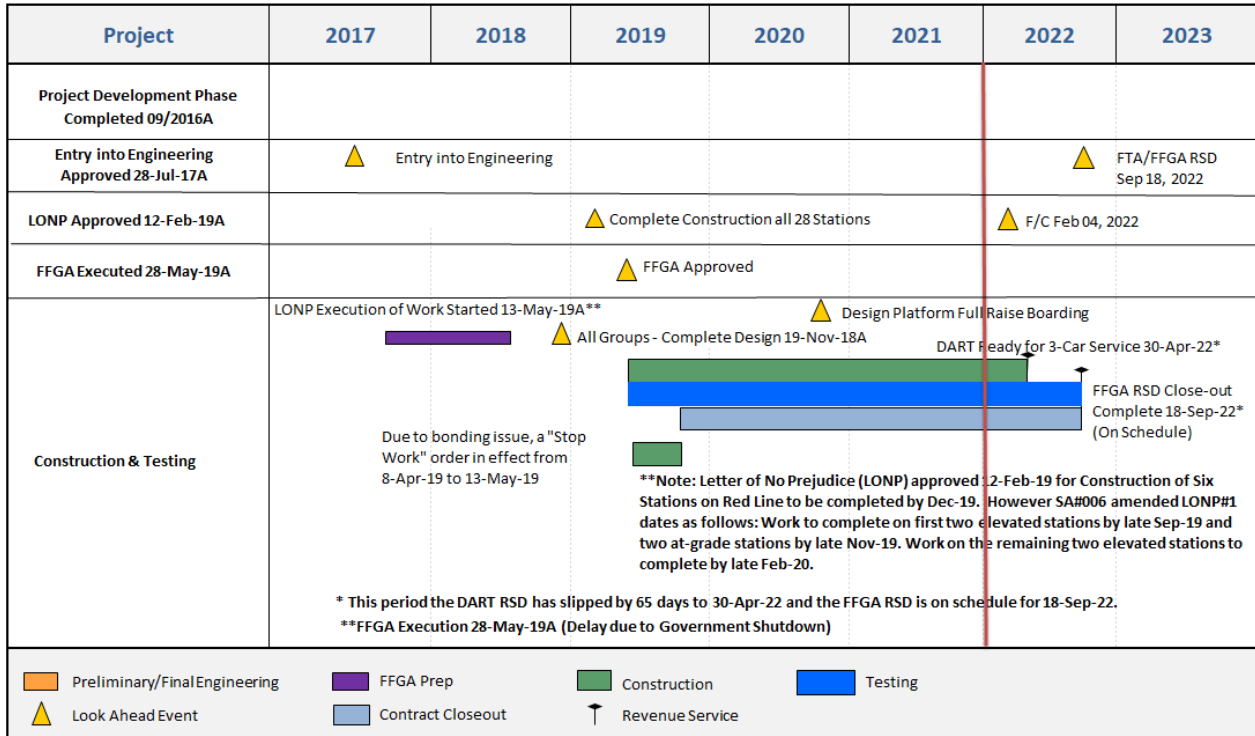 Project 2017 2018 2019 2020 2021 2022 2023
Project Development Phase
Completed 09/2016A
Entry into Engineering
Approved 28-Jul-17A
Entry into Engineering
FTA/FFGA RSD
Sep 18, 2022
LONP Approved 12-Feb-19A
Complete Construction all 28 Stations
F/C Feb 04, 2022
FFGA Executed 28-May-19A
FFGA Approved
Construction & Testing
LONP Execution of Work Started 13-May-19A**
Design Platform Full Raise Boarding
All Groups - Complete Design 19-Nov-18A
DART Ready for 3-Car Service 30-Apr-22*
FFGA RSD Close-out
Complete 18-Sep-22*
(On Schedule)
Due to bonding issue, a "Stop
Work" order in effect from
8-Apr-19 to 13-May-19
**Note: Letter of No Prejudice (LONP) approved 12-Feb-19 for Construction of Six
Stations on Red Line to be completed by Dec-19. However SA#006 amended LONP#1
dates as follows: Work to complete on first two elevated stations by late Sep-19 and
two at-grade stations by late Nov-19. Work on the remaining two elevated stations to
complete by late Feb-20.
* This period the DART RSD has slipped by 65 days to 30-Apr-22 and the FFGA RSD is on schedule for 18-Sep-22.
**FFGA Execution 28-May-19A (Delay due to Government Shutdown)
Preliminary/Final Engineering FFGA Prep Construction Testing
Look Ahead Event Contract Closeout Revenue Service